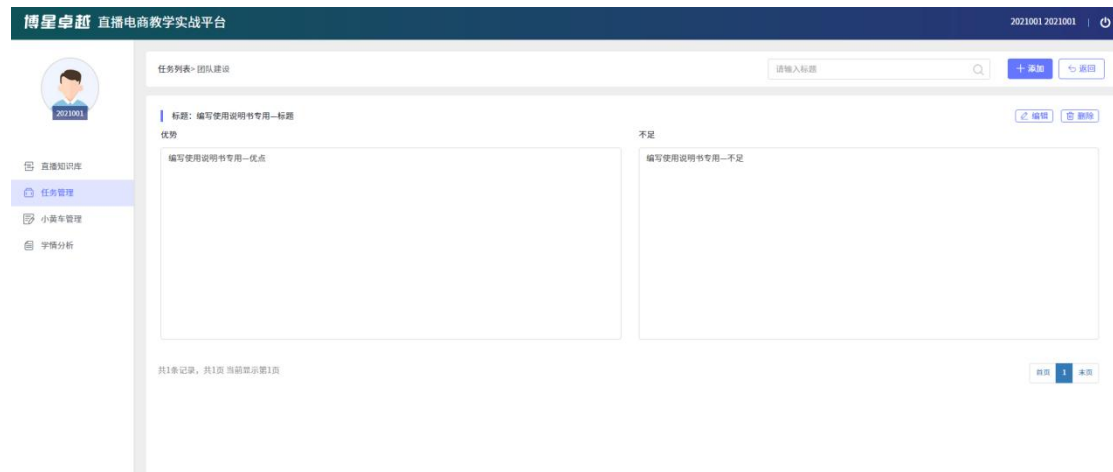 博星卓越 直播电商教学实战平台
2021001 2021001
2021001
直播知识库
任务管理
小黄车管理
学情分析
任务列表> 团队建设
请输入标题
添加
返回
标题：编写使用说明书专用—标题
编辑
删除
优势
不足
编写使用说明书专用—优点
编写使用说明书专用—不足
共1条记录，共1页 当前显示第1页
首页 1 末页